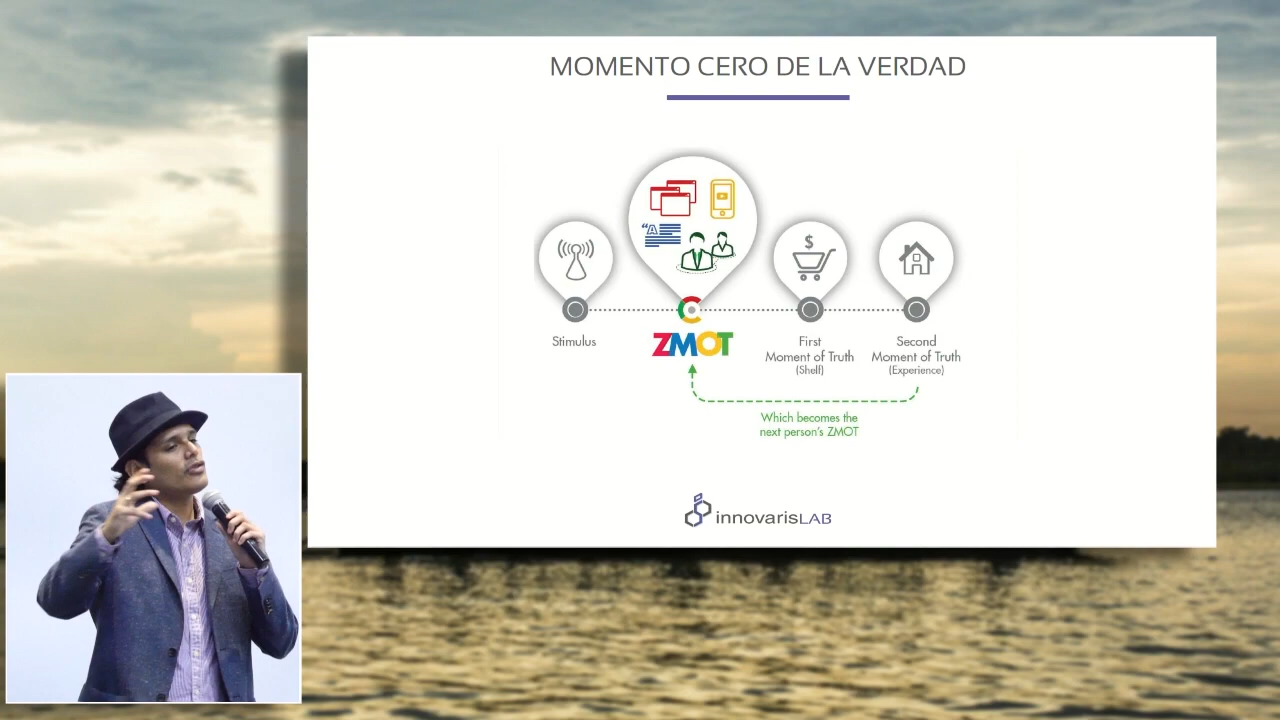 MOMENTO CERO DE LA VERDAD
"A
$
Stimulus
ZMOT
First
Moment of Truth
(Shelf)
Second
Moment of Truth
(Experience)
Which becomes the
next person's ZMOT
innovarisLAB